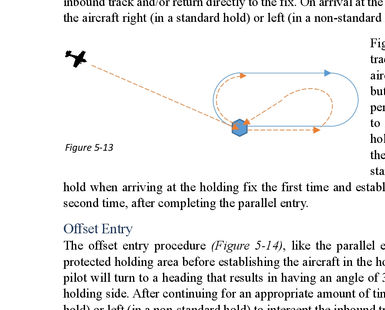 inbound track and/or return directly to the fix. On arrival at the
the aircraft right (in a standard hold) or left (in a non-standard
Fig
trac
airc
but
per
to
hol
the
sta
Figure 5-13
hold when arriving at the holding fix the first time and establ
second time, after completing the parallel entry.
Offset Entry
The offset entry procedure (Figure 5-14), like the parallel e
protected holding area before establishing the aircraft in the ho
pilot will turn to a heading that results in having an angle of 3
holding side. After continuing for an appropriate amount of tim
hold) or left (in a non-standard hold) to intercept the inbound tr